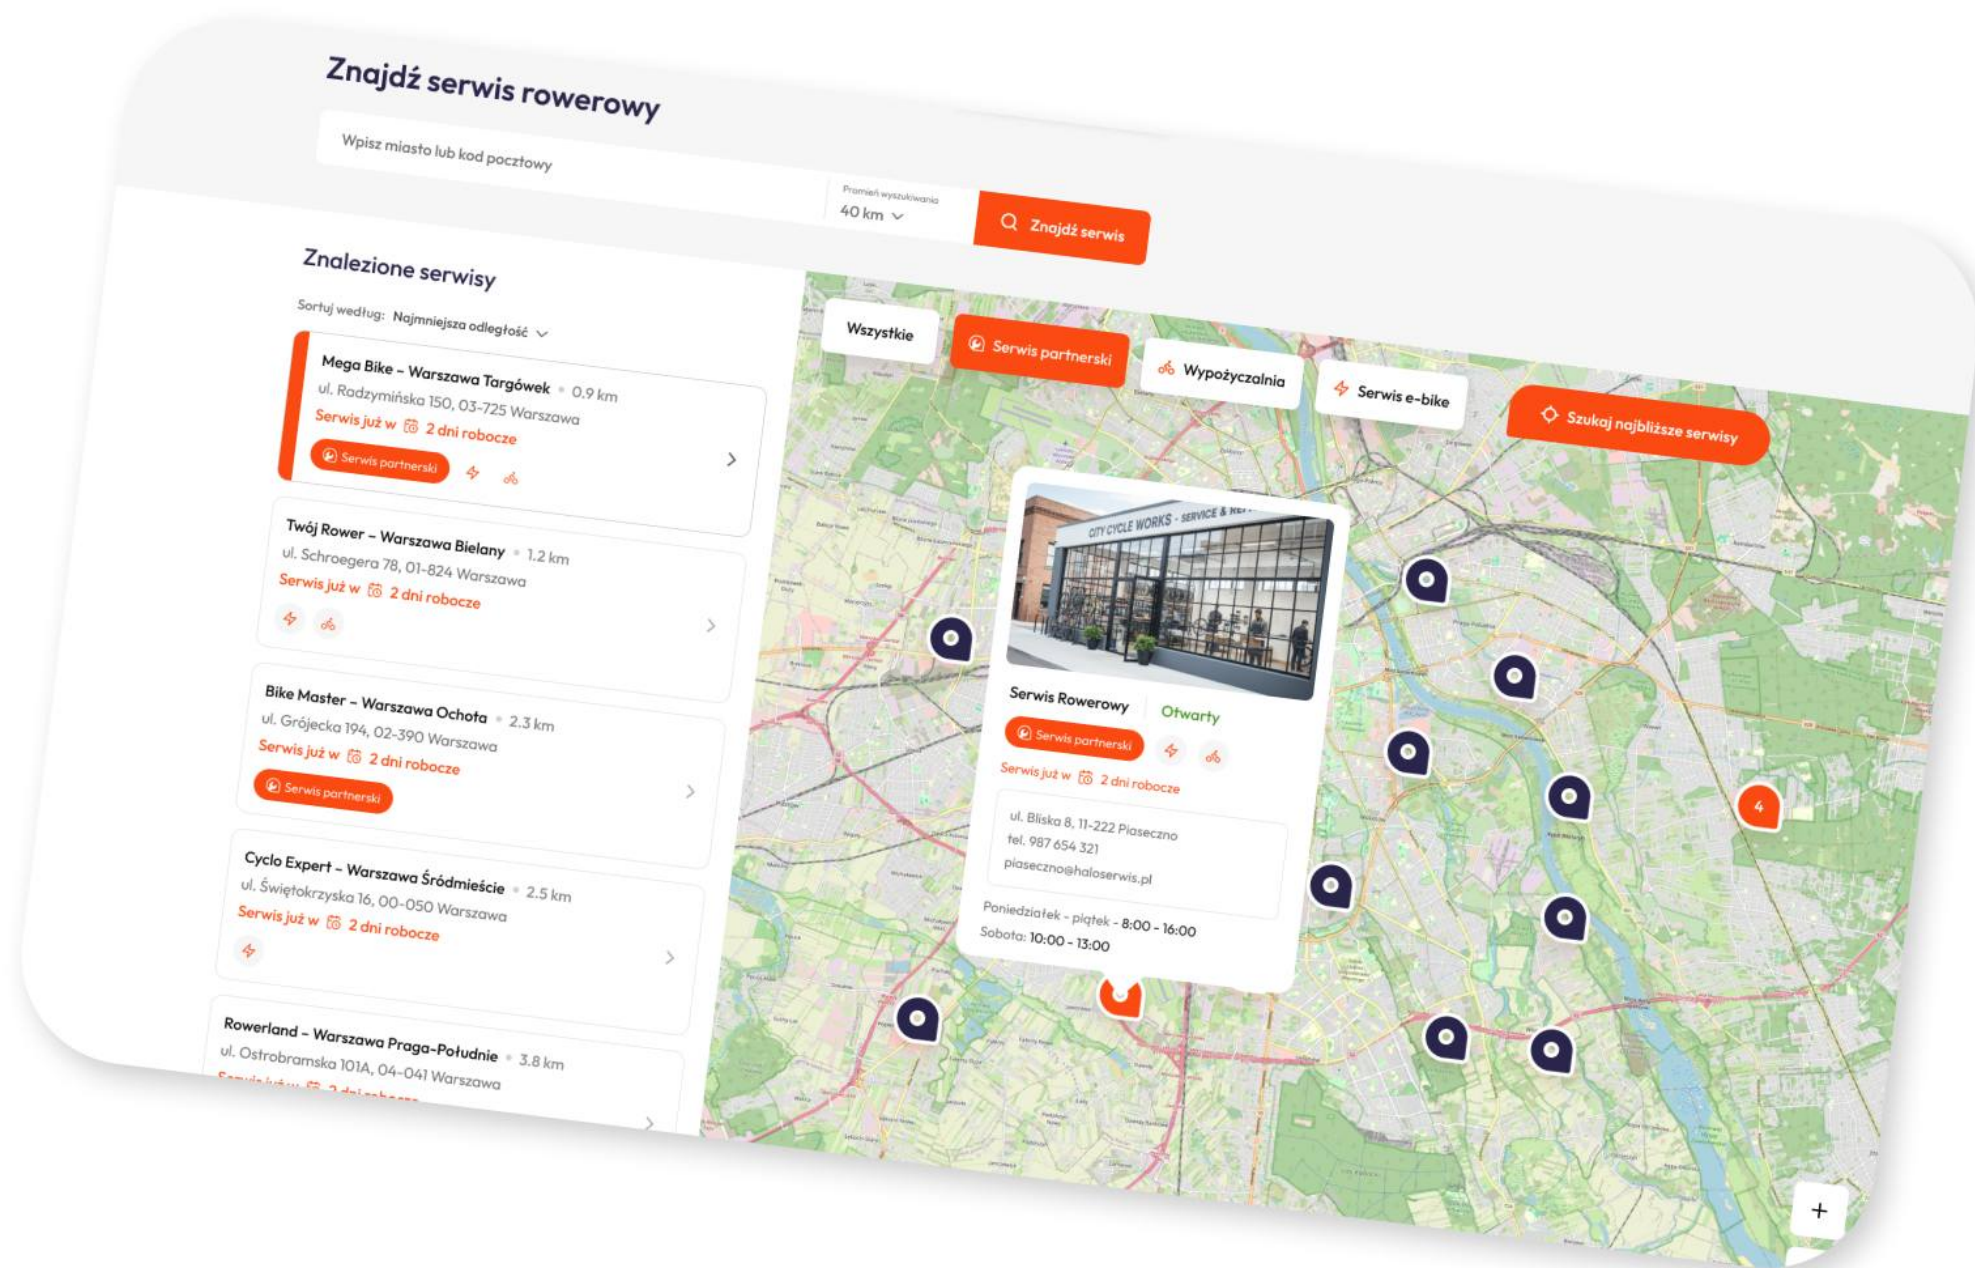 Znajdź serwis rowerowy
Wpisz miasto lub kod pocztowy
Promień wyszukiwania
40 km
Znajdź serwis
Znalezione serwisy
Sortuj według: Najmniejsza odległość
Mega Bike – Warszawa Targówek • 0.9 km
ul. Radzymińska 150, 03-725 Warszawa
Serwis już w 2 dni robocze
Serwis partnerski
Twój Rower – Warszawa Bielany • 1.2 km
ul. Schroegera 78, 01-824 Warszawa
Serwis już w 2 dni robocze
Bike Master – Warszawa Ochota • 2.3 km
ul. Grójecka 194, 02-390 Warszawa
Serwis już w 2 dni robocze
Serwis partnerski
Cyclo Expert – Warszawa Śródmieście • 2.5 km
ul. Świętokrzyska 16, 00-050 Warszawa
Serwis już w 2 dni robocze
Rowerland – Warszawa Praga-Południe • 3.8 km
ul. Ostrobramska 101A, 04-041 Warszawa
Serwis już w 2 dni robocze
Wszystkie
Serwis partnerski
Wypożyczalnia
Serwis e-bike
Szukaj najbliższe serwisy
CITY CYCLE WORKS - SERVICE &
Serwis Rowerowy
Otwarty
Serwis partnerski
Serwis już w 2 dni robocze
ul. Bliska 8, 11-222 Piaseczno
tel. 987 654 321
piaseczno@haloserwis.pl
Poniedziałek - piątek - 8:00 - 16:00
Sobota: 10:00 - 13:00
4
+